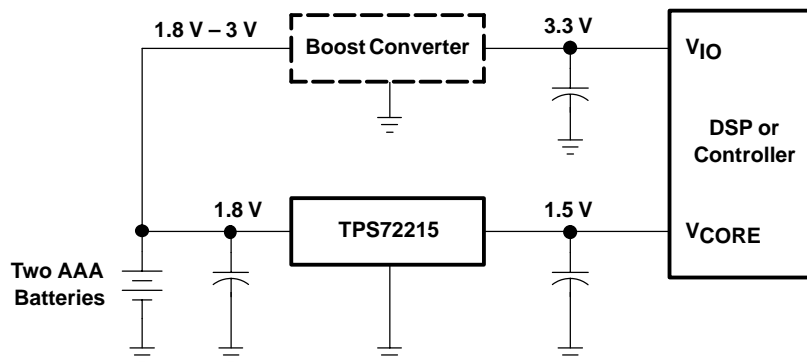 1.8 V – 3 V
Boost Converter
3.3 V
VIO
DSP or
Controller
1.8 V
TPS72215
1.5 V
VCORE
Two AAA
Batteries